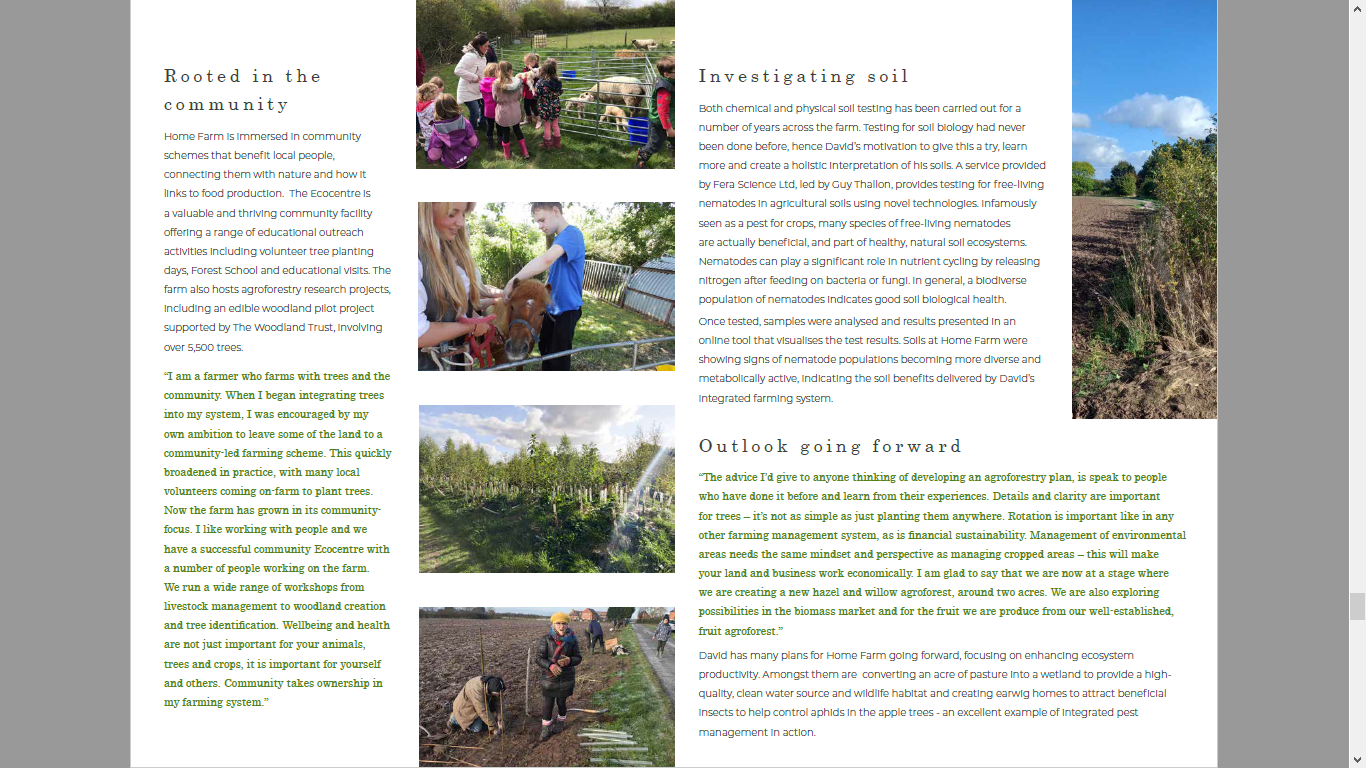 Rooted in the
community
Home Farm is immersed in community
schemes that benefit local people,
connecting them with nature and how it
links to food production.  The Ecocentre is
a valuable and thriving community facility
offering a range of educational outreach
activities including volunteer tree planting
days, Forest School and educational visits. The
farm also hosts agroforestry research projects,
including an edible woodland pilot project
supported by The Woodland Trust, involving
over 5,500 trees.
“I am a farmer who farms with trees and the
community. When I began integrating trees
into my system, I was encouraged by my
own ambition to leave some of the land to a
community-led farming scheme. This quickly
broadened in practice, with many local
volunteers coming on-farm to plant trees.
Now the farm has grown in its community-
focus. I like working with people and we
have a successful community Ecocentre with
a number of people working on the farm.
We run a wide range of workshops from
livestock management to woodland creation
and tree identification. Wellbeing and health
are not just important for your animals,
trees and crops, it is important for yourself
and others. Community takes ownership in
my farming system.”
Investigating soil
Both chemical and physical soil testing has been carried out for a
number of years across the farm. Testing for soil biology had never
been done before, hence David’s motivation to give this a try, learn
more and create a holistic interpretation of his soils. A service provided
by Fera Science Ltd, led by Guy Thallon, provides testing for free-living
nematodes in agricultural soils using novel technologies. Infamously
seen as a pest for crops, many species of free-living nematodes
are actually beneficial, and part of healthy, natural soil ecosystems.
Nematodes can play a significant role in nutrient cycling by releasing
nitrogen after feeding on bacteria or fungi. In general, a biodiverse
population of nematodes indicates good soil biological health.
Once tested, samples were analysed and results presented in an
online tool that visualises the test results. Soils at Home Farm were
showing signs of nematode populations becoming more diverse and
metabolically active, indicating the soil benefits delivered by David’s
integrated farming system.
Outlook going forward
“The advice I’d give to anyone thinking of developing an agroforestry plan, is speak to people
who have done it before and learn from their experiences. Details and clarity are important
for trees – it’s not as simple as just planting them anywhere. Rotation is important like in any
other farming management system, as is financial sustainability. Management of environmental
areas needs the same mindset and perspective as managing cropped areas – this will make
your land and business work economically. I am glad to say that we are now at a stage where
we are creating a new hazel and willow agroforest, around two acres. We are also exploring
possibilities in the biomass market and for the fruit we are produce from our well-established,
fruit agroforest.”
David has many plans for Home Farm going forward, focusing on enhancing ecosystem
productivity. Amongst them are  converting an acre of pasture into a wetland to provide a high-
quality, clean water source and wildlife habitat and creating earwig homes to attract beneficial
insects to help control aphids in the apple trees - an excellent example of integrated pest
management in action.